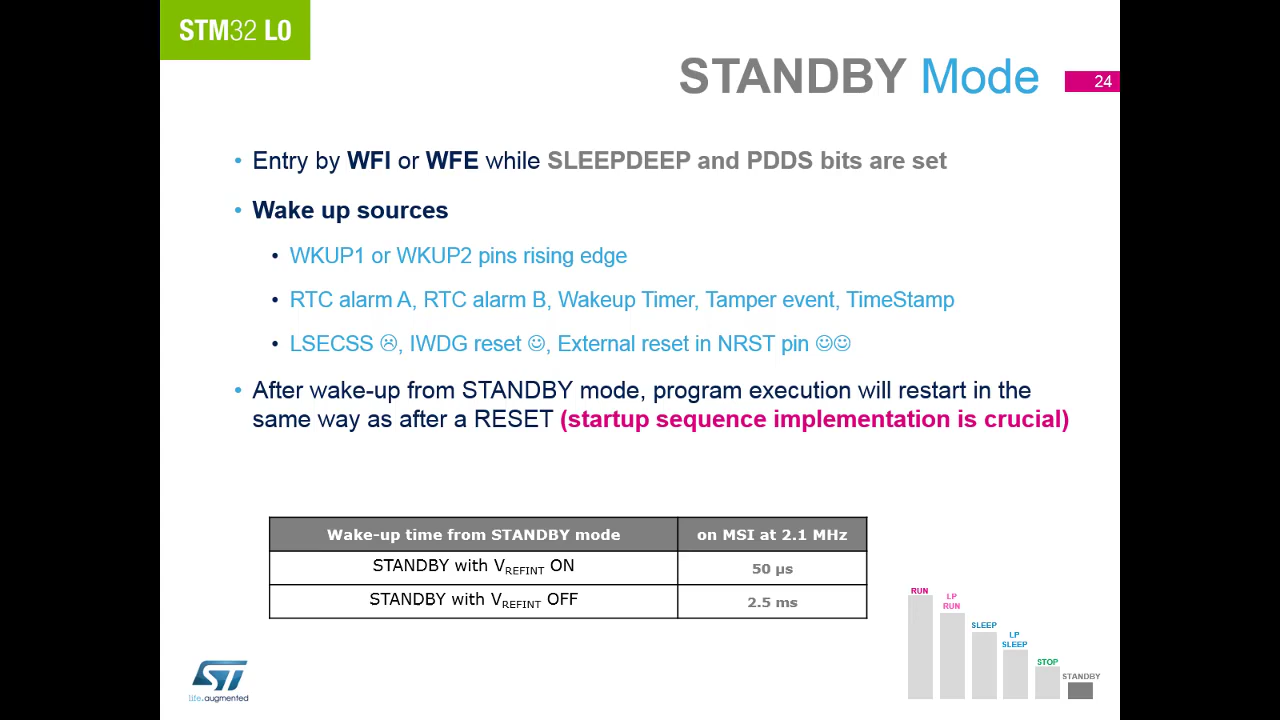 STM32 L0
STANDBY Mode
24
• Entry by WFI or WFE while SLEEPDEEP and PDDS bits are set
• Wake up sources
• WKUP1 or WKUP2 pins rising edge
• RTC alarm A, RTC alarm B, Wakeup Timer, Tamper event, TimeStamp
• LSECSS ☹, IWDG reset ☺, External reset in NRST pin ☺☺
• After wake-up from STANDBY mode, program execution will restart in the
same way as after a RESET (startup sequence implementation is crucial)
Wake-up time from STANDBY mode on MSI at 2.1 MHz
STANDBY with VREFINT ON 50 µs
STANDBY with VREFINT OFF 2.5 ms
RUN
LP
RUN
SLEEP
LP
SLEEP
STOP
STANDBY
ST
life.augmented